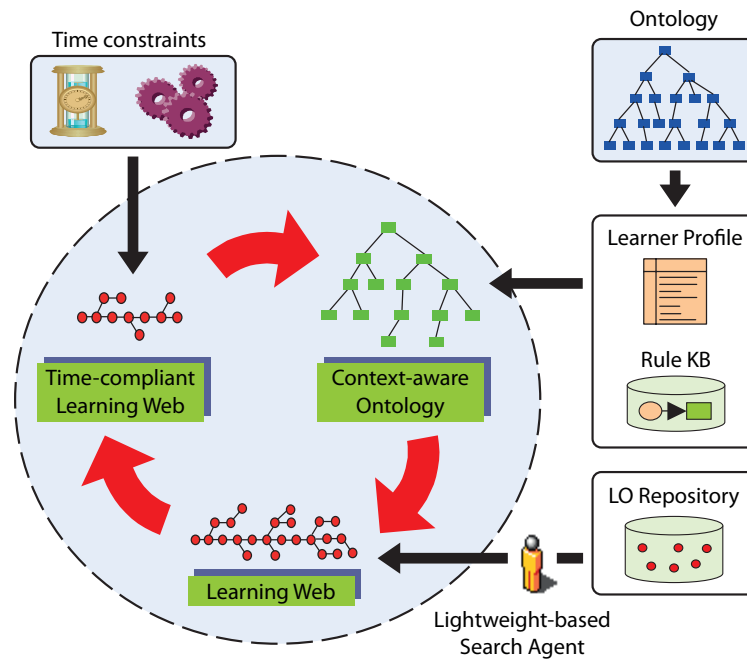 Time constraints
Ontology
Learner Profile
Rule KB
Time-compliant
Learning Web
Context-aware
Ontology
LO Repository
Learning Web
Lightweight-based
Search Agent